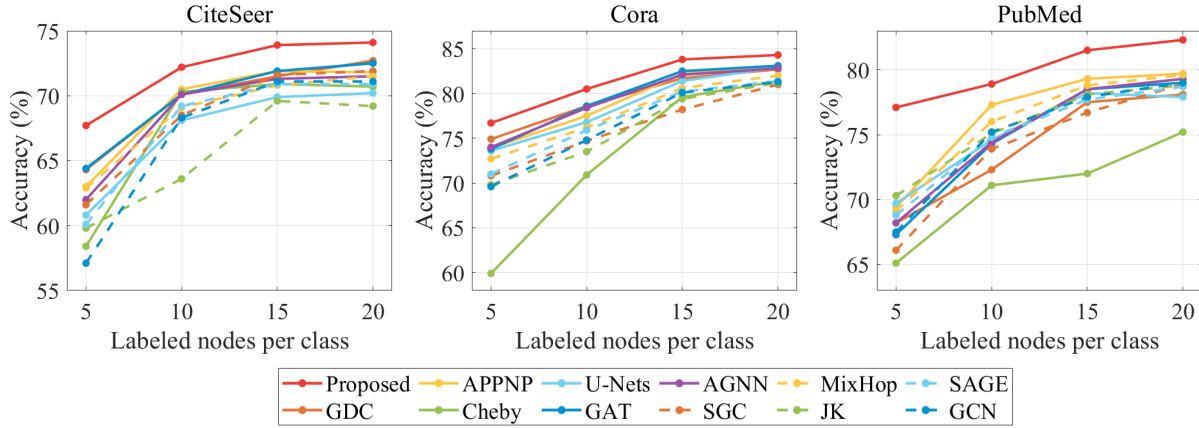 CiteSeer
75
70
65
60
55
Accuracy (%)
5 10 15 20
Labeled nodes per class
Cora
85
80
75
70
65
60
Accuracy (%)
5 10 15 20
Labeled nodes per class
PubMed
80
75
70
65
Accuracy (%)
5 10 15 20
Labeled nodes per class
Proposed APPNP U-Nets AGNN MixHop SAGE
GDC Cheby GAT SGC JK GCN